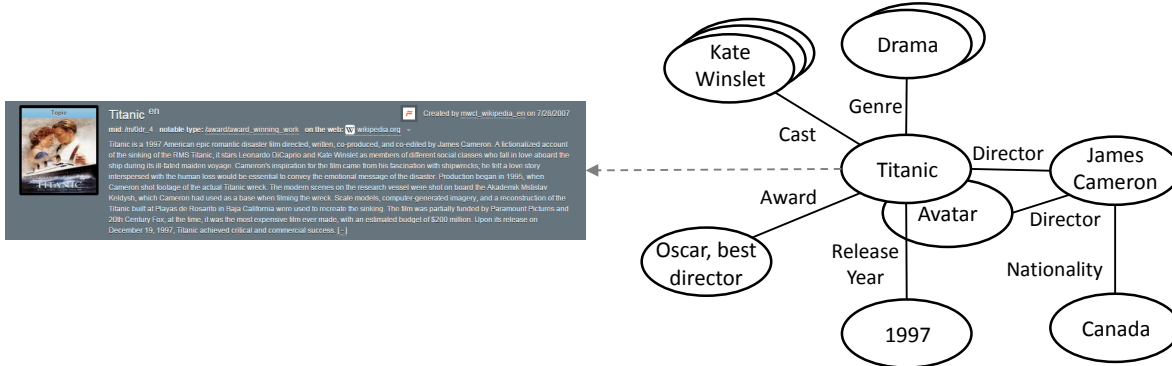 Topic
TITANIC
Titanic en
Created by mwcl_wikipedia_en on 7/28/2007
mid: /m/0dr_4 notable type: /award/award_winning_work on the web: W wikipedia.org
Titanic is a 1997 American epic romantic disaster film directed, written, co-produced, and co-edited by James Cameron. A fictionalized account
of the sinking of the RMS Titanic, it stars Leonardo DiCaprio and Kate Winslet as members of different social classes who fall in love aboard the
ship during its ill-fated maiden voyage. Cameron's inspiration for the film came from his fascination with shipwrecks; he felt a love story
interspersed with the human loss would be essential to convey the emotional message of the disaster. Production began in 1995, when
Cameron shot footage of the actual Titanic wreck. The modern scenes on the research vessel were shot on board the Akademik Mstislav
Keldysh, which Cameron had used as a base when filming the wreck. Scale models, computer-generated imagery, and a reconstruction of the
Titanic built at Playas de Rosarito in Baja California were used to recreate the sinking. The film was partially funded by Paramount Pictures and
20th Century Fox; at the time, it was the most expensive film ever made, with an estimated budget of $200 million. Upon its release on
December 19, 1997, Titanic achieved critical and commercial success. [–]
Kate
Winslet
Drama
Genre
Cast
Titanic
Director
James
Cameron
Award
Avatar
Director
Oscar, best
director
Release
Year
Nationality
1997
Canada